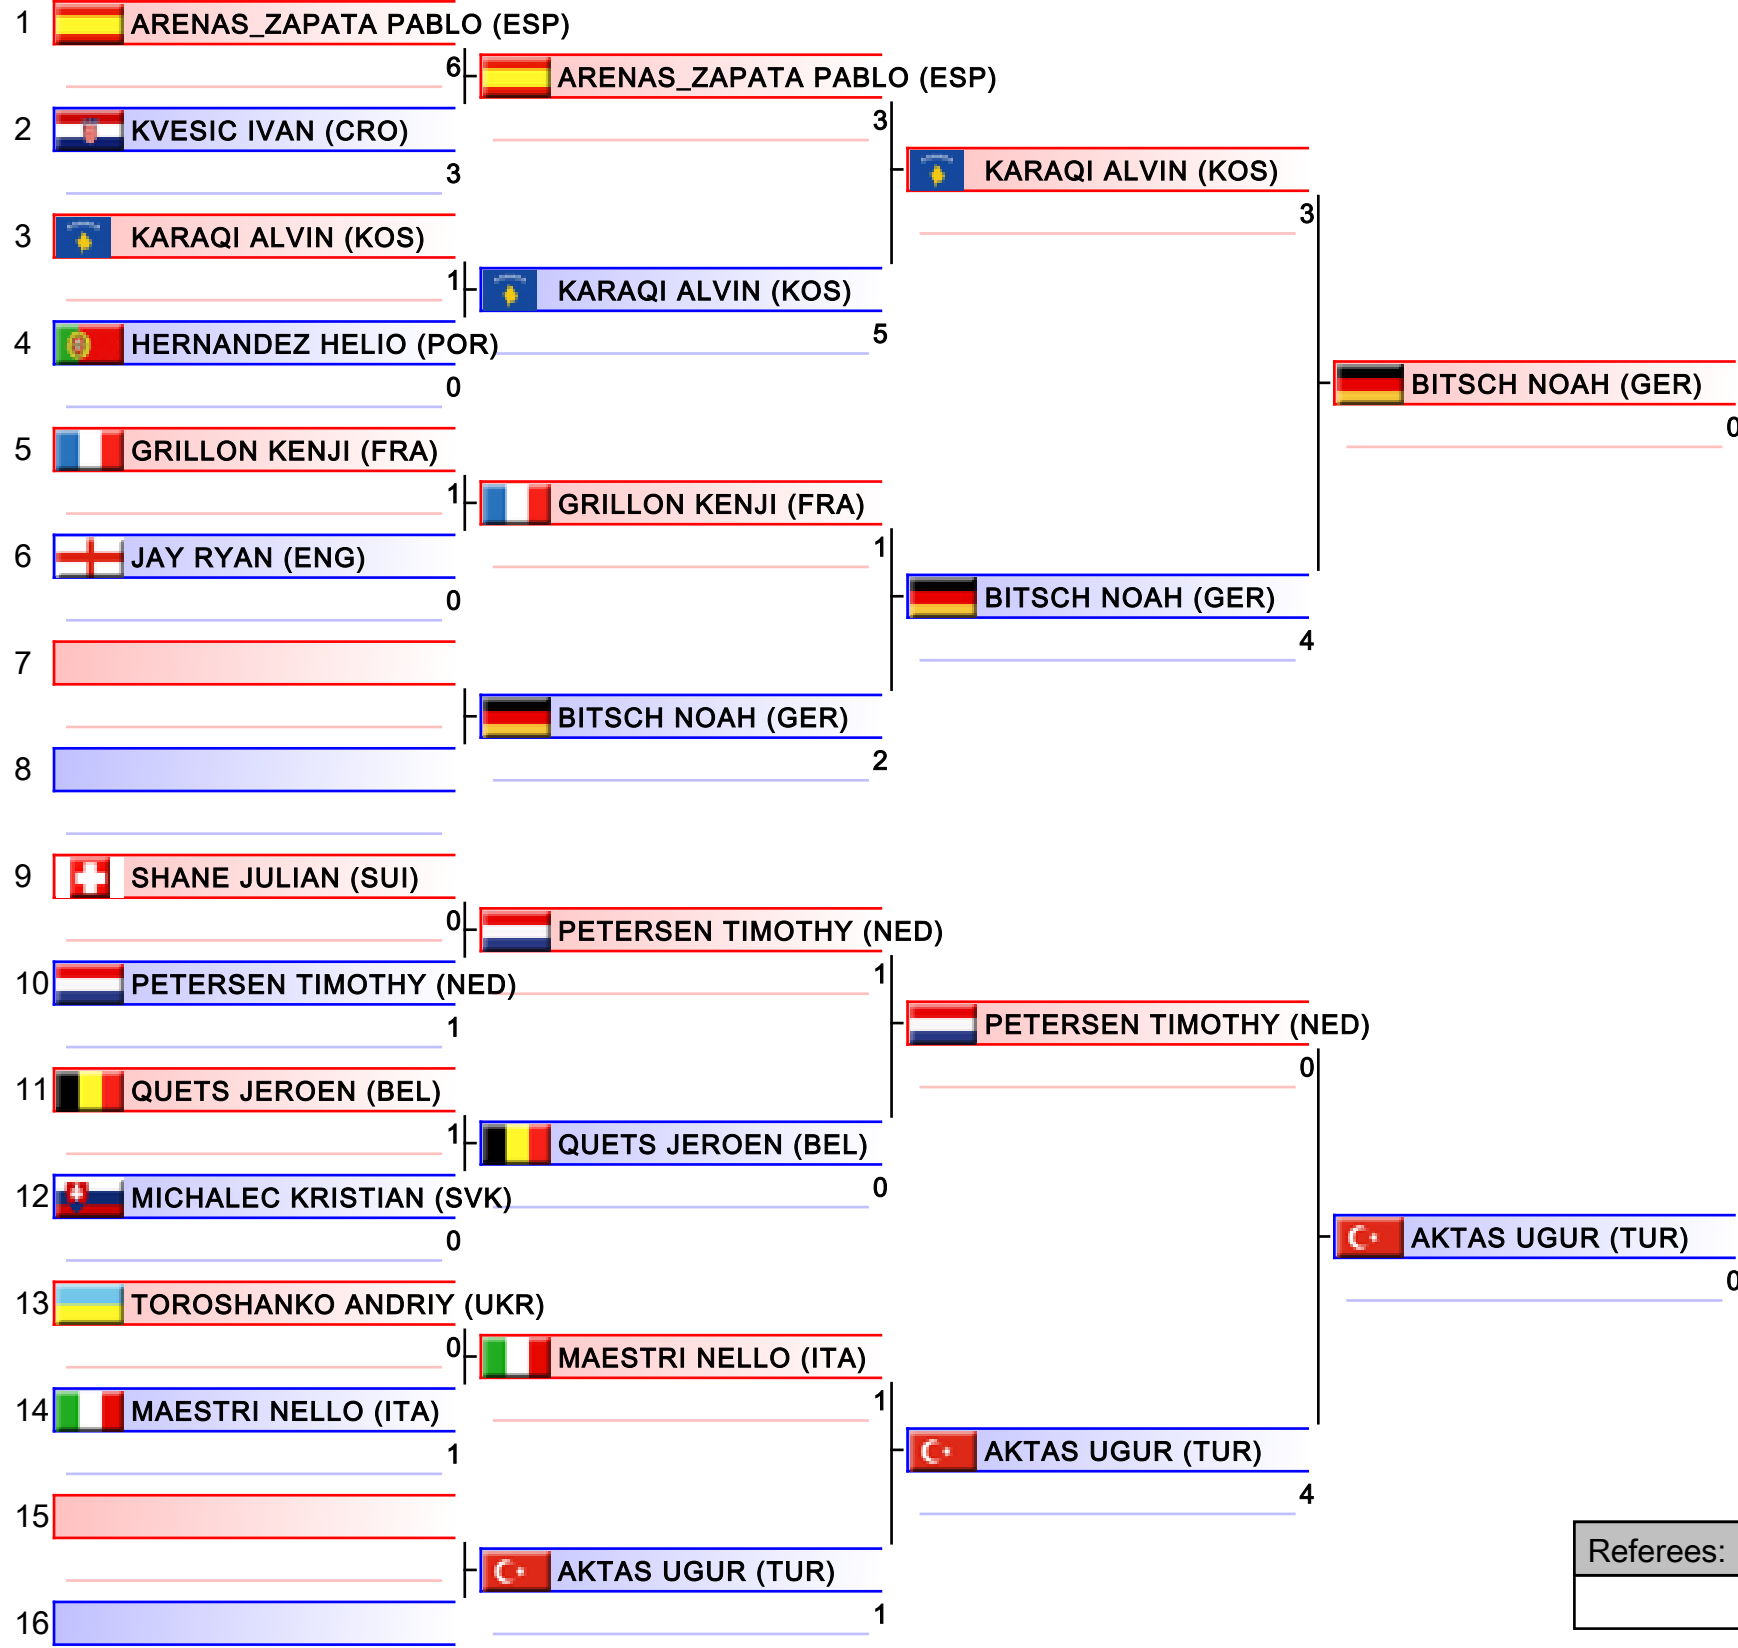 1 ARENAS_ZAPATA PABLO (ESP)
6
ARENAS_ZAPATA PABLO (ESP)
3
2 KVESIC IVAN (CRO)
3
KARAQI ALVIN (KOS)
3
3 KARAQI ALVIN (KOS)
1
KARAQI ALVIN (KOS)
5
4 HERNANDEZ HELIO (POR)
0
BITSCH NOAH (GER)
0
5 GRILLON KENJI (FRA)
1
GRILLON KENJI (FRA)
1
6 JAY RYAN (ENG)
0
BITSCH NOAH (GER)
4
7
BITSCH NOAH (GER)
2
8
9 SHANE JULIAN (SUI)
0
PETERSEN TIMOTHY (NED)
1
10 PETERSEN TIMOTHY (NED)
1
PETERSEN TIMOTHY (NED)
0
11 QUETS JEROEN (BEL)
1
QUETS JEROEN (BEL)
0
12 MICHALEC KRISTIAN (SVK)
0
AKTAS UGUR (TUR)
0
13 TOROSHANKO ANDRIY (UKR)
0
MAESTRI NELLO (ITA)
1
14 MAESTRI NELLO (ITA)
1
AKTAS UGUR (TUR)
4
15
AKTAS UGUR (TUR)
1
16
Referees: